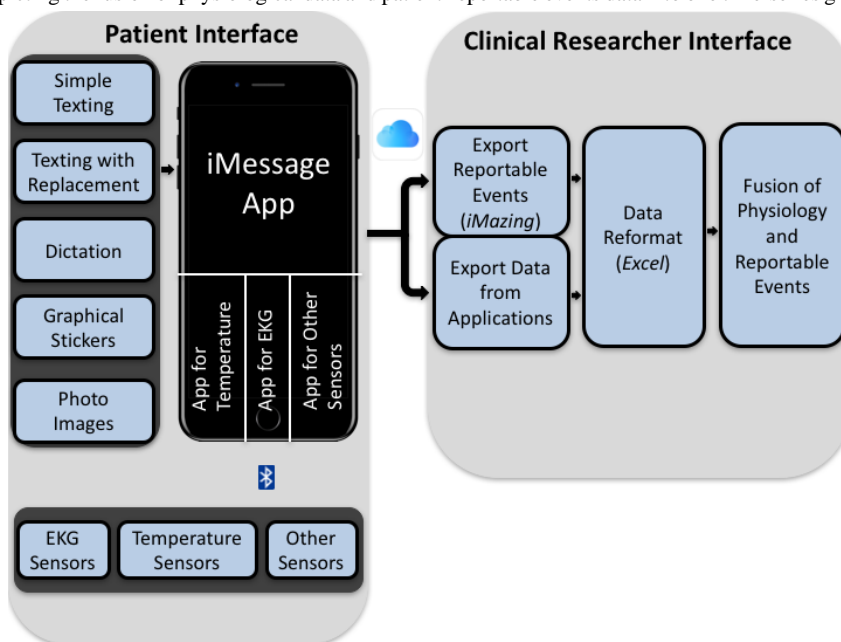 Patient Interface
Simple
Texting
Texting with
Replacement
Dictation
Graphical
Stickers
Photo
Images
iMessage
App
App for
Temperature
App for EKG
App for Other
Sensors
EKG
Sensors
Temperature
Sensors
Other
Sensors
Clinical Researcher Interface
Export
Reportable
Events
(iMazing)
Export Data
from
Applications
Data
Reformat
(Excel)
Fusion of
Physiology
and
Reportable
Events